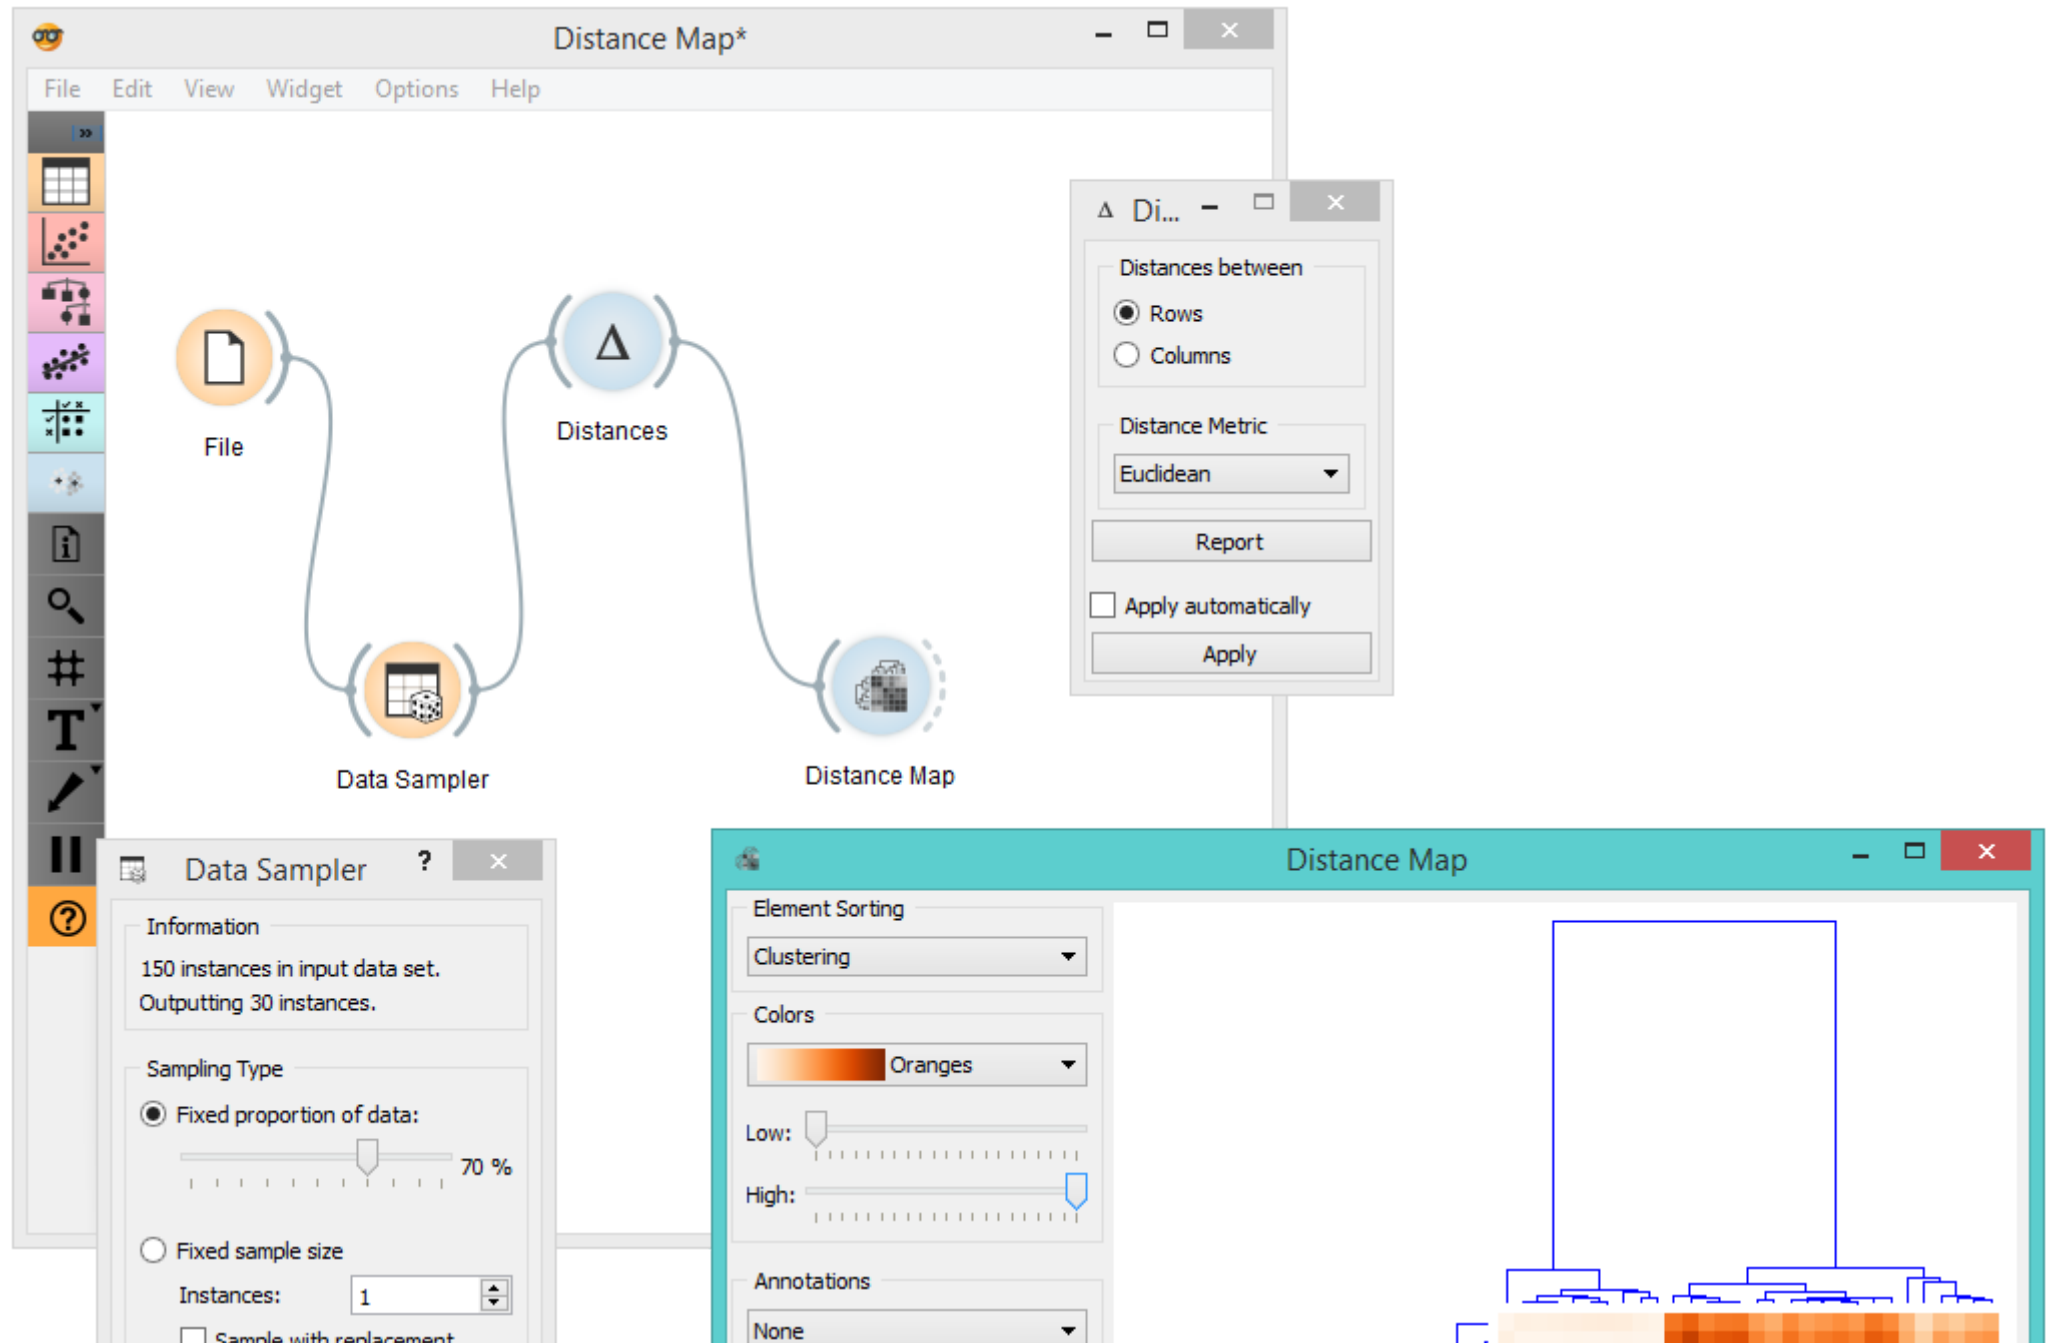 Distance Map*
File Edit View Widget Options Help
»
Di...
Distances between
Rows
Columns
Distance Metric
Euclidean
Report
Apply automatically
Apply
File
Distances
Data Sampler
Distance Map
T
Data Sampler ?
Information
150 instances in input data set.
Outputting 30 instances.
Sampling Type
Fixed proportion of data:
70 %
Fixed sample size
Instances: 1
Sample with replacement
Distance Map
Element Sorting
Clustering
Colors
Oranges
Low:
High:
Annotations
None